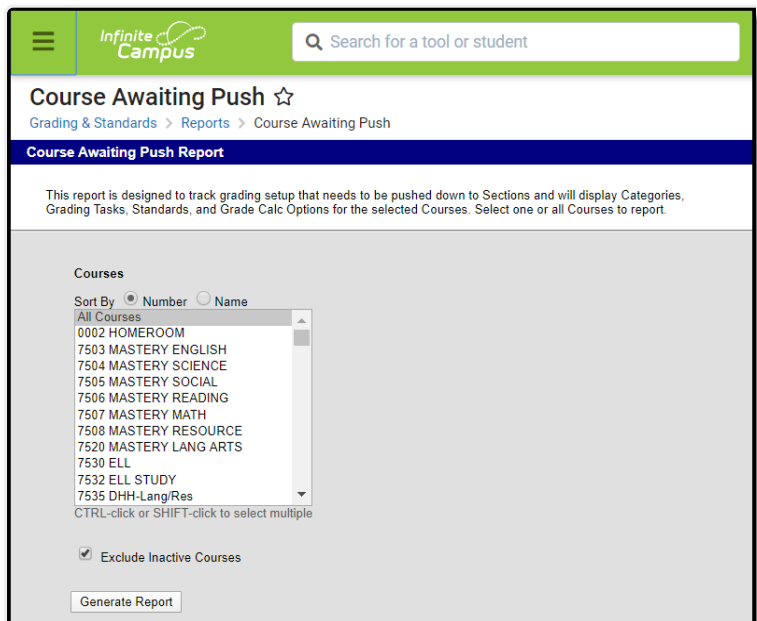 Infinite
Campus
Search for a tool or student
Course Awaiting Push
Grading & Standards > Reports > Course Awaiting Push
Course Awaiting Push Report
This report is designed to track grading setup that needs to be pushed down to Sections and will display Categories,
Grading Tasks, Standards, and Grade Calc Options for the selected Courses. Select one or all Courses to report.
Courses
Sort By Number Name
All Courses
0002 HOMEROOM
7503 MASTERY ENGLISH
7504 MASTERY SCIENCE
7505 MASTERY SOCIAL
7506 MASTERY READING
7507 MASTERY MATH
7508 MASTERY RESOURCE
7520 MASTERY LANG ARTS
7530 ELL
7532 ELL STUDY
7535 DHH-Lang/Res
CTRL-click or SHIFT-click to select multiple
Exclude Inactive Courses
Generate Report